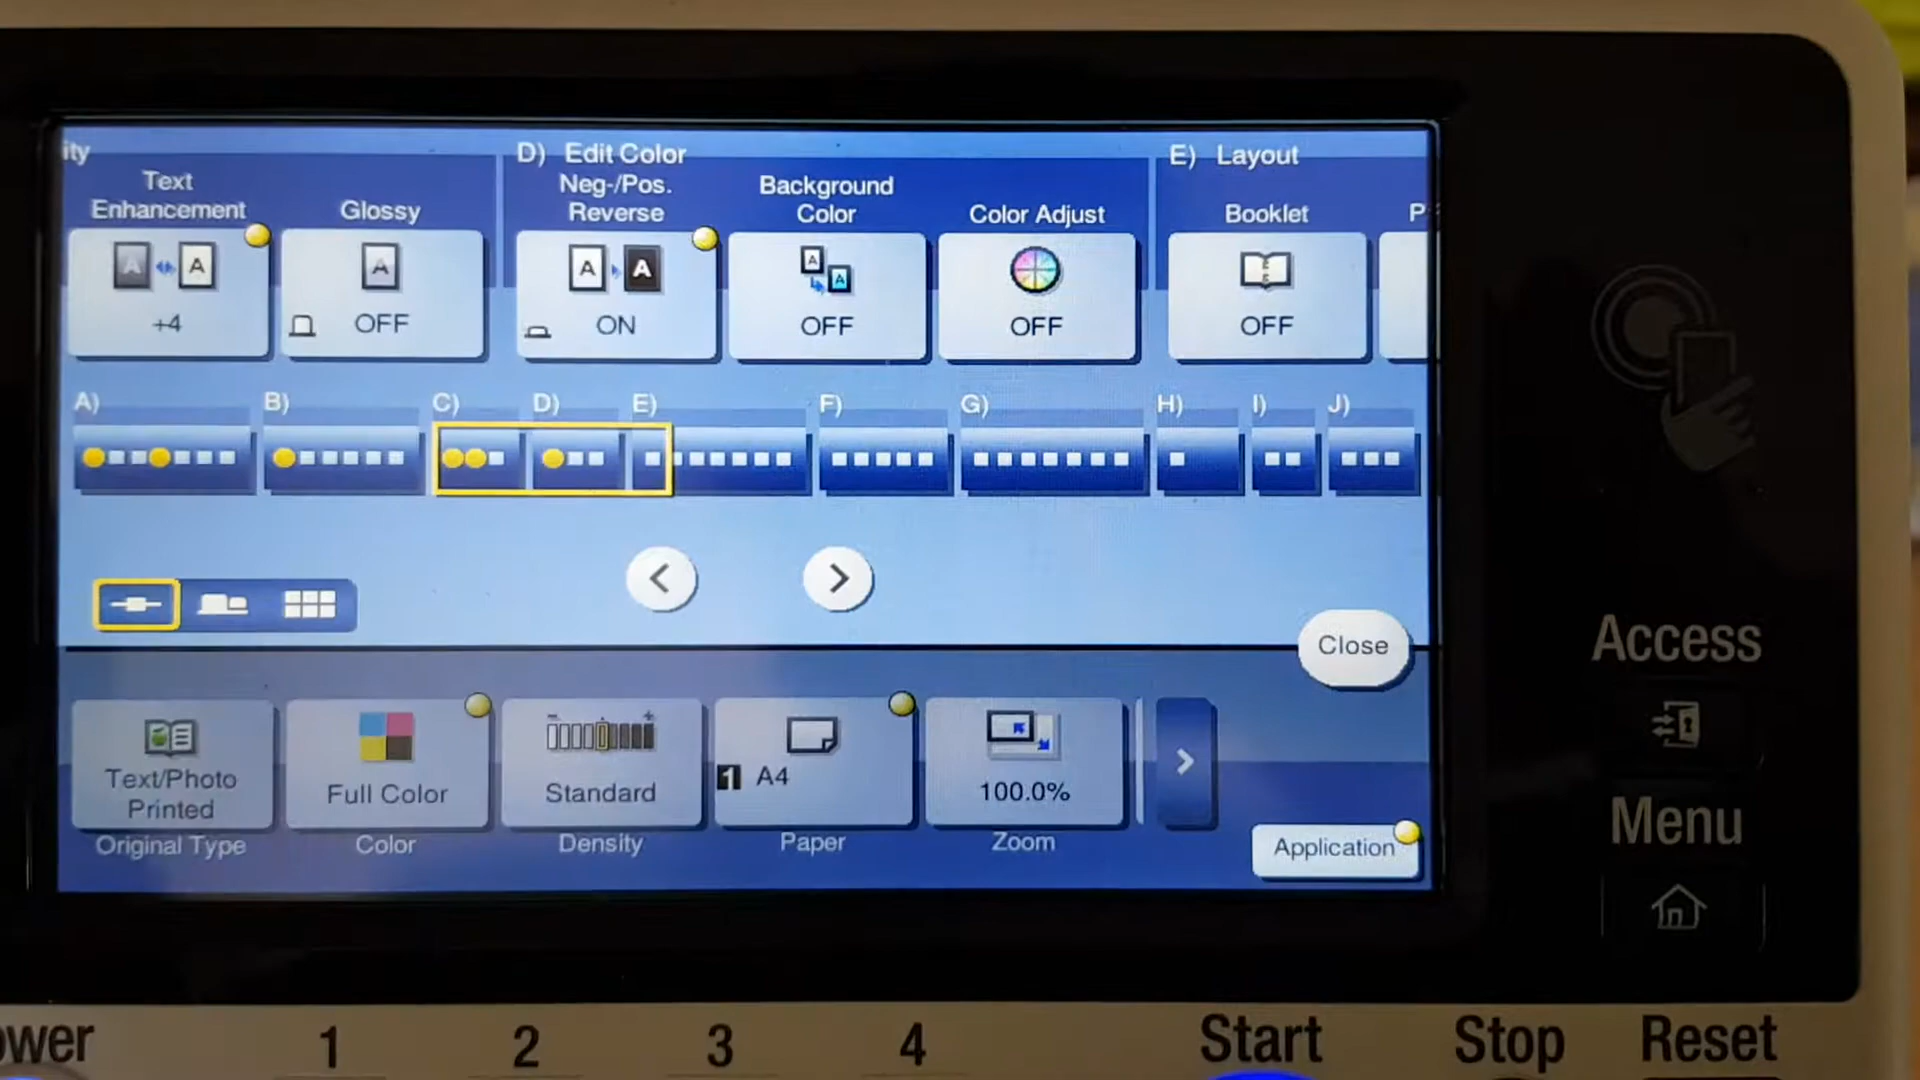 ity
D) Edit Color
E) Layout
Text Enhancement
Glossy
Neg-/Pos. Reverse
Background Color
Color Adjust
Booklet
P
+4
OFF
ON
OFF
OFF
OFF
A) B) C) D) E) F) G) H) I) J)
Close
Text/Photo Printed
Full Color
Standard
1 A4
100.0%
Original Type
Color
Density
Paper
Zoom
Application
Access
Menu
ower
1
2
3
4
Start
Stop
Reset